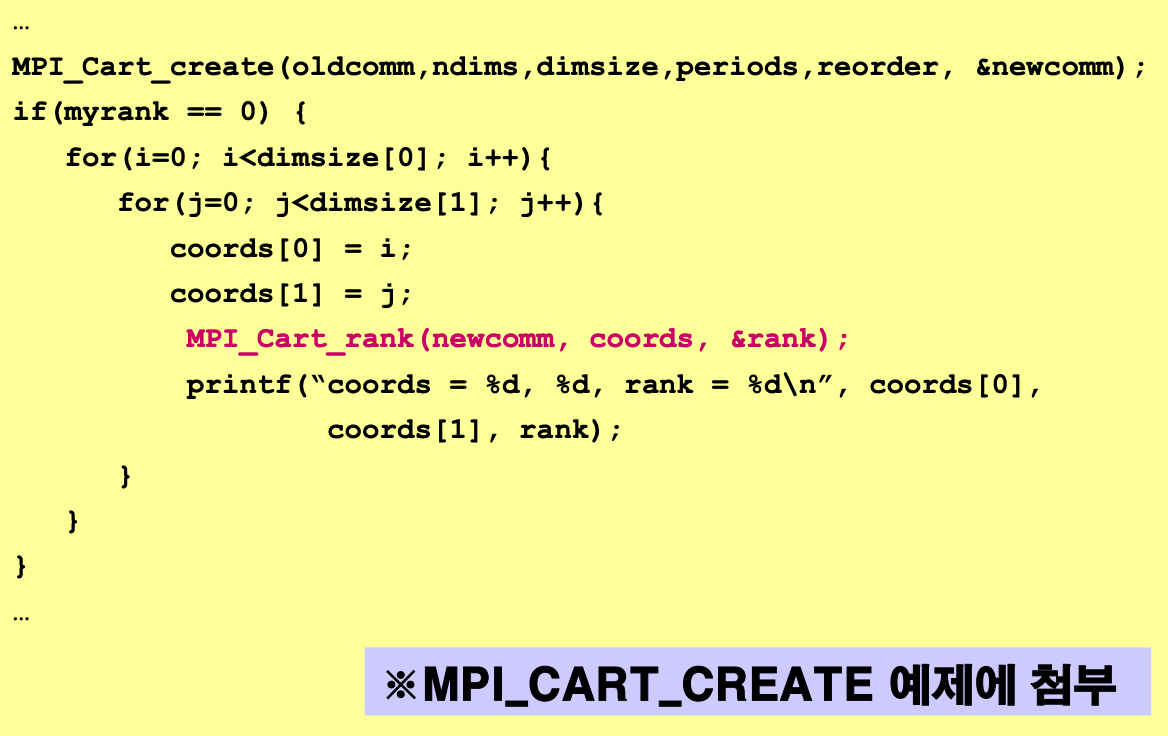 …
MPI_Cart_create(oldcomm,ndims,dimsize,periods,reorder, &newcomm);
if(myrank == 0) {
for(i=0; i<dimsize[0]; i++){
for(j=0; j<dimsize[1]; j++){
coords[0] = i;
coords[1] = j;
MPI_Cart_rank(newcomm, coords, &rank);
printf(“coords = %d, %d, rank = %d\n”, coords[0],
coords[1], rank);
}
}
}
…
※MPI_CART_CREATE 예제에 첨부